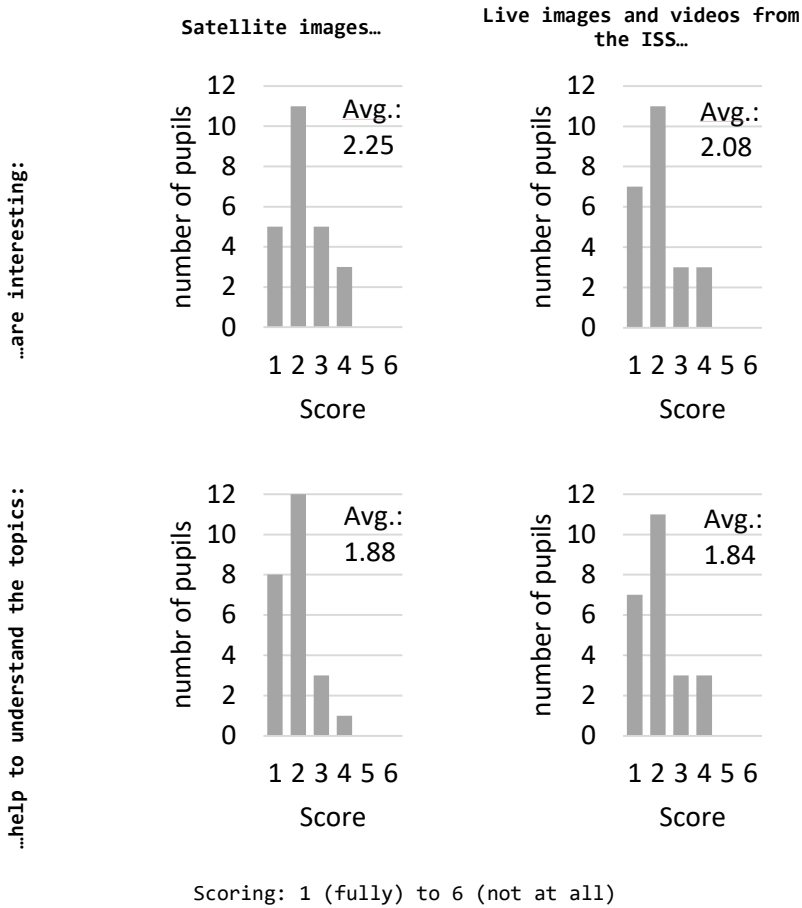 Satellite images…
Live images and videos from
the ISS…
…are interesting:
number of pupils
12
10
8
6
4
2
0
Avg.:
2.25
1 2 3 4 5 6
Score
number of pupils
12
10
8
6
4
2
0
Avg.:
2.08
1 2 3 4 5 6
Score
…help to understand the topics:
numbr of pupils
12
10
8
6
4
2
0
Avg.:
1.88
1 2 3 4 5 6
Score
number of pupils
12
10
8
6
4
2
0
Avg.:
1.84
1 2 3 4 5 6
Score
Scoring: 1 (fully) to 6 (not at all)